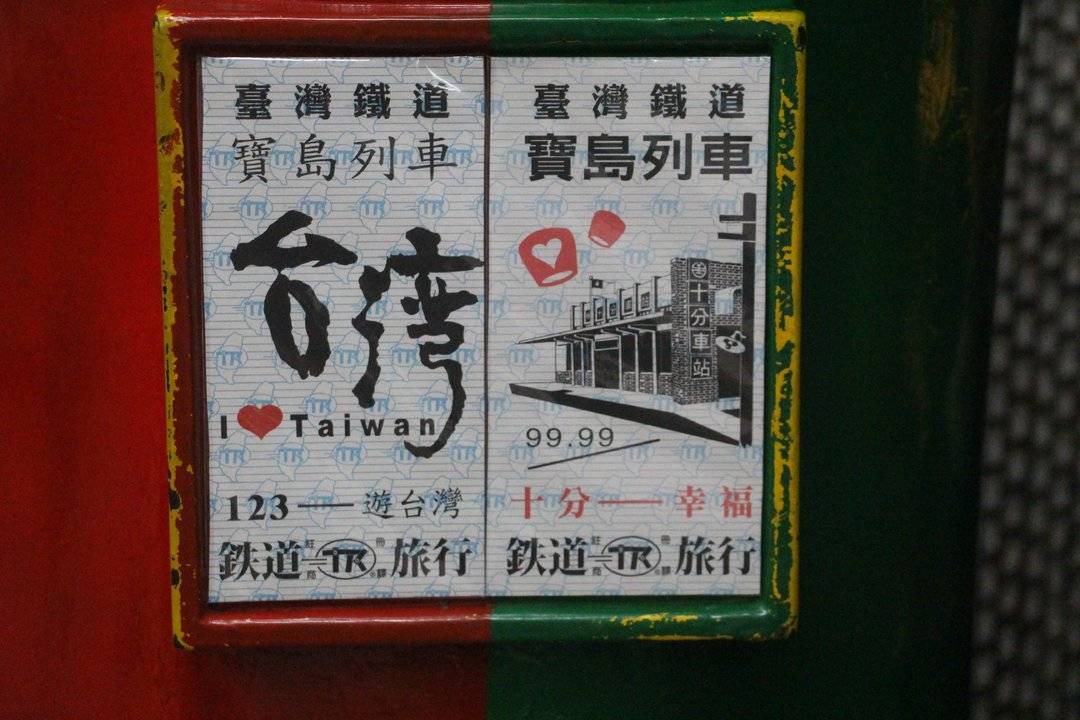 臺灣鐵道
寶島列車
台灣
I ❤ Taiwan
123——遊台灣
鉄道 TR 旅行
臺灣鐵道
寶島列車
十分車站
99.99
十分——幸福
鉄道 TR 旅行